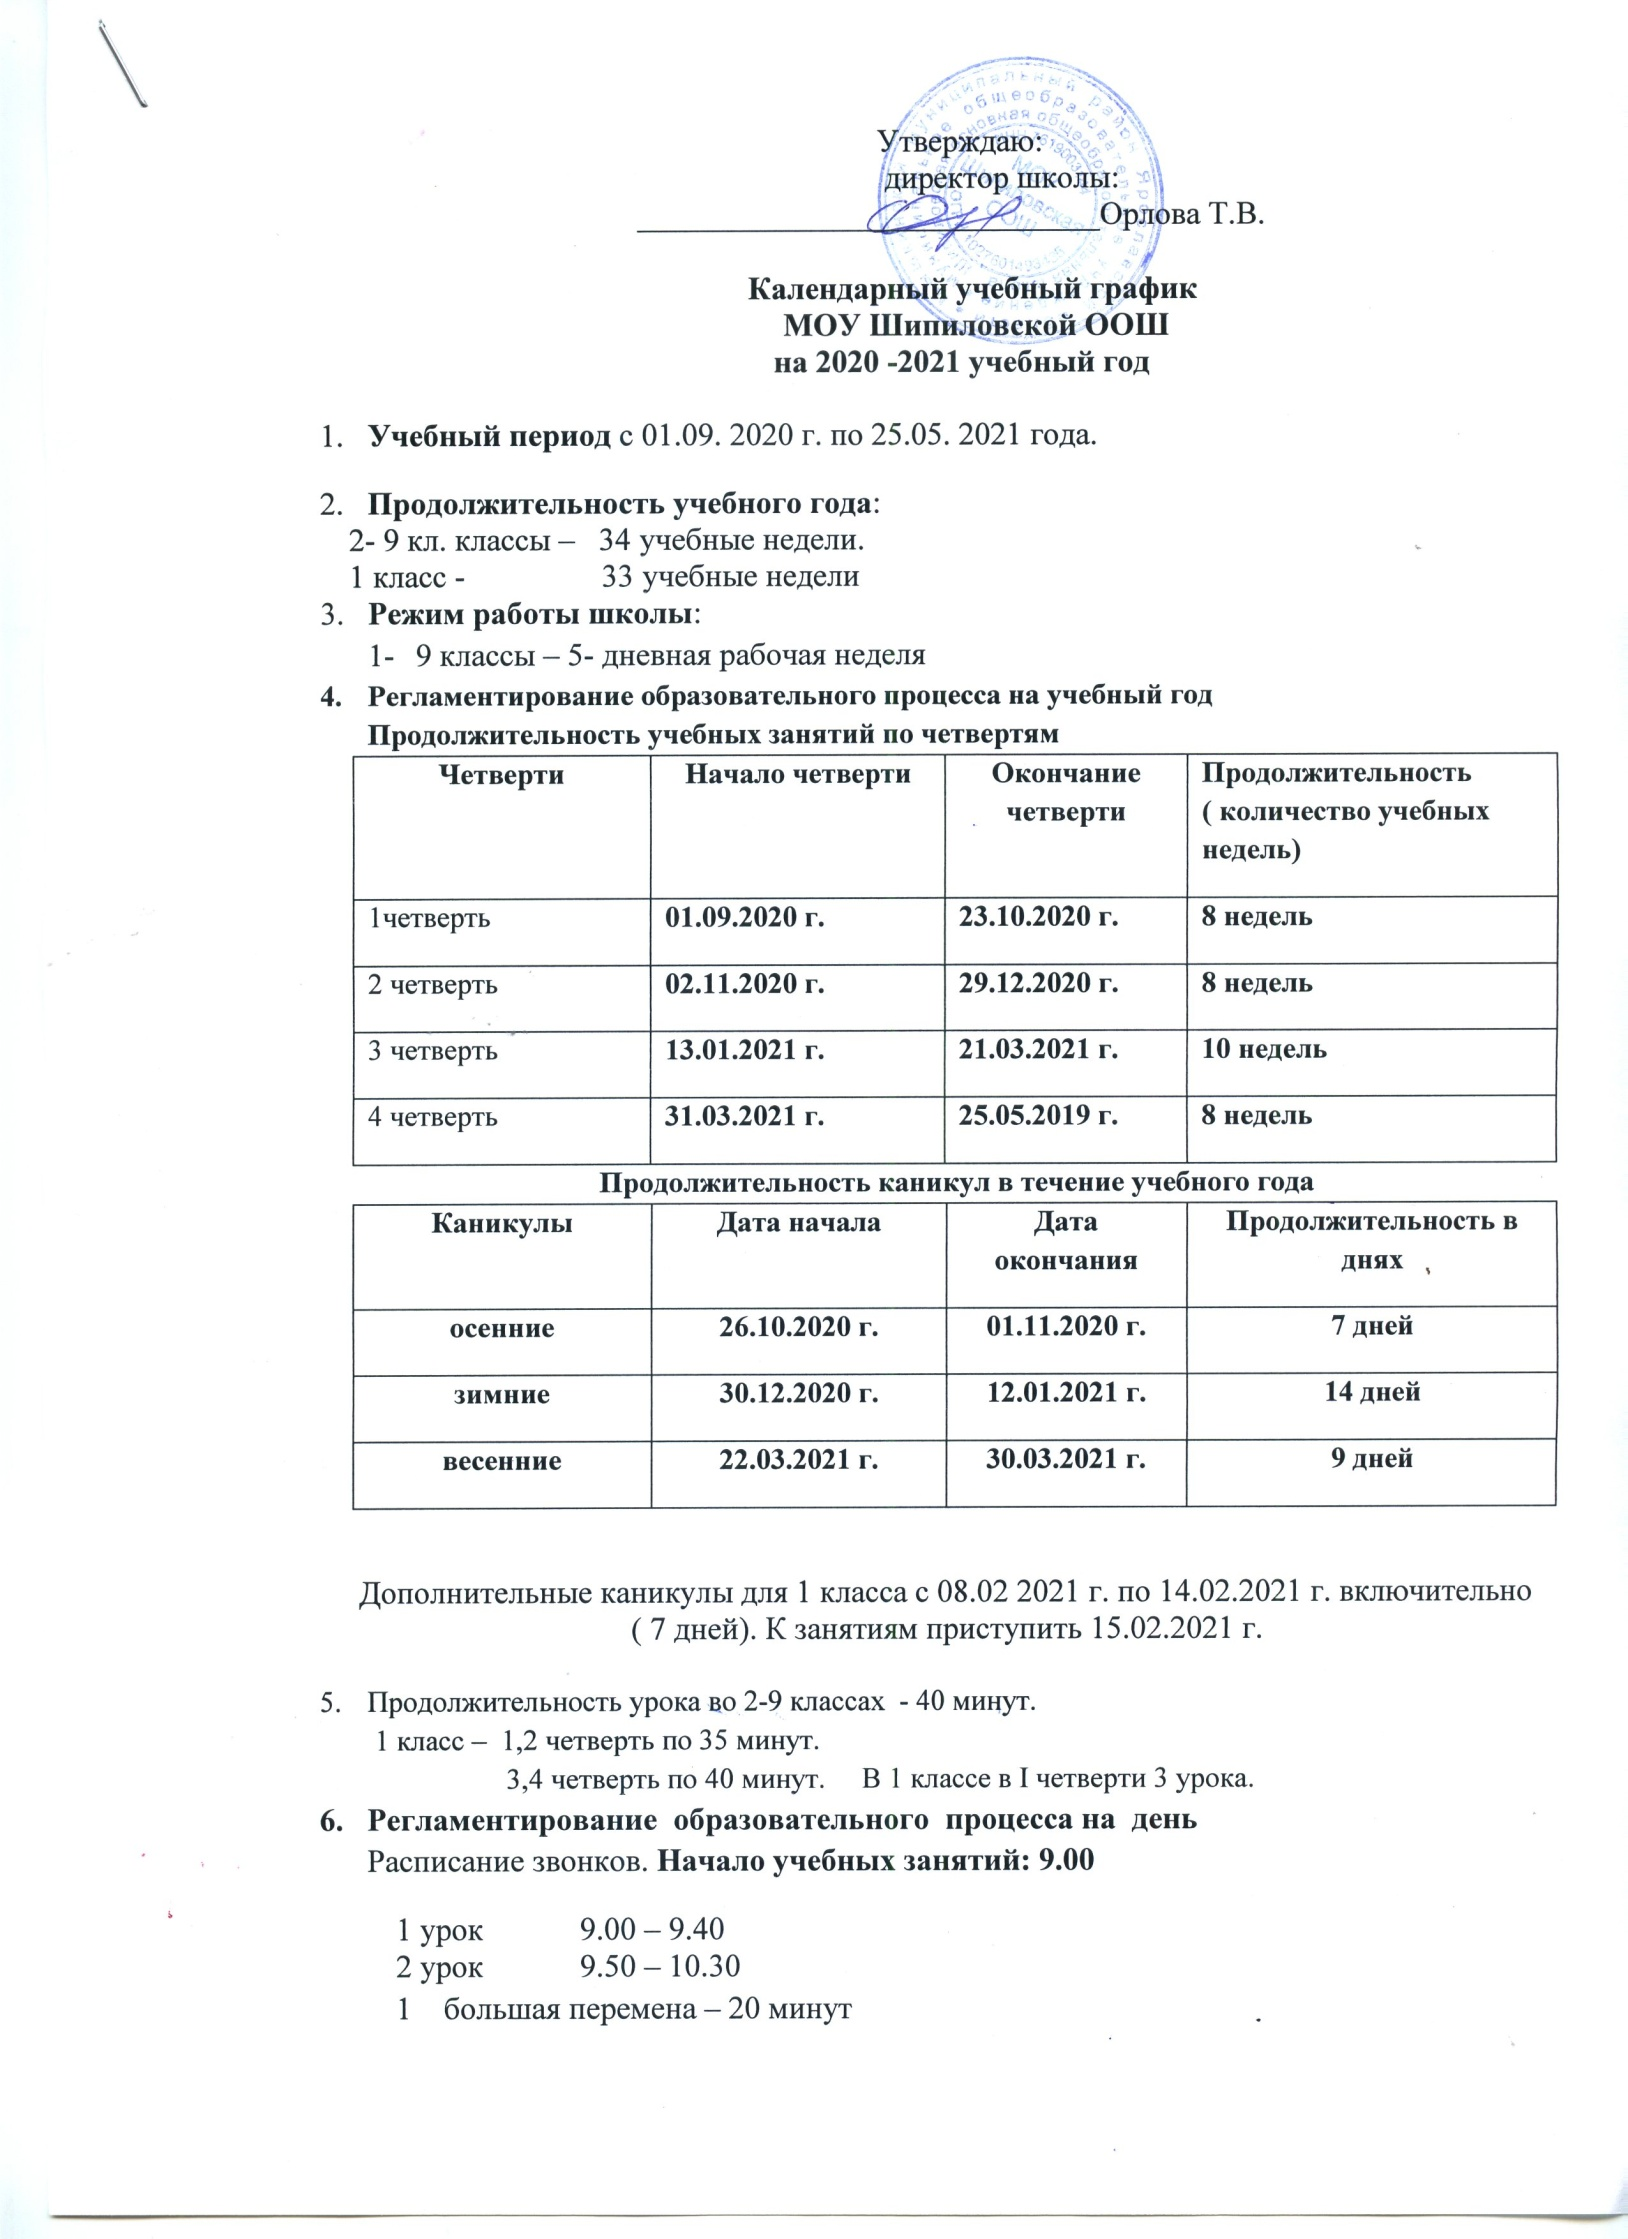 Утверждаю:
директор школы:
Орлова Т.В.
Календарный учебный график
МОУ Шипиловской ООШ
на 2020 -2021 учебный год
1. Учебный период с 01.09. 2020 г. по 25.05. 2021 года.
2. Продолжительность учебного года:
2- 9 кл. классы – 34 учебные недели.
1 класс - 33 учебные недели
3. Режим работы школы:
1- 9 классы – 5- дневная рабочая неделя
4. Регламентирование образовательного процесса на учебный год
Продолжительность учебных занятий по четвертям
Четверти Начало четверти Окончание четверти Продолжительность ( количество учебных недель)
1четверть 01.09.2020 г. 23.10.2020 г. 8 недель
2 четверть 02.11.2020 г. 29.12.2020 г. 8 недель
3 четверть 13.01.2021 г. 21.03.2021 г. 10 недель
4 четверть 31.03.2021 г. 25.05.2019 г. 8 недель
Продолжительность каникул в течение учебного года
Каникулы Дата начала Дата окончания Продолжительность в днях
осенние 26.10.2020 г. 01.11.2020 г. 7 дней
зимние 30.12.2020 г. 12.01.2021 г. 14 дней
весенние 22.03.2021 г. 30.03.2021 г. 9 дней
Дополнительные каникулы для 1 класса с 08.02 2021 г. по 14.02.2021 г. включительно
( 7 дней). К занятиям приступить 15.02.2021 г.
5. Продолжительность урока во 2-9 классах - 40 минут.
1 класс – 1,2 четверть по 35 минут.
3,4 четверть по 40 минут. В 1 классе в I четверти 3 урока.
6. Регламентирование образовательного процесса на день
Расписание звонков. Начало учебных занятий: 9.00
1 урок 9.00 – 9.40
2 урок 9.50 – 10.30
1 большая перемена – 20 минут